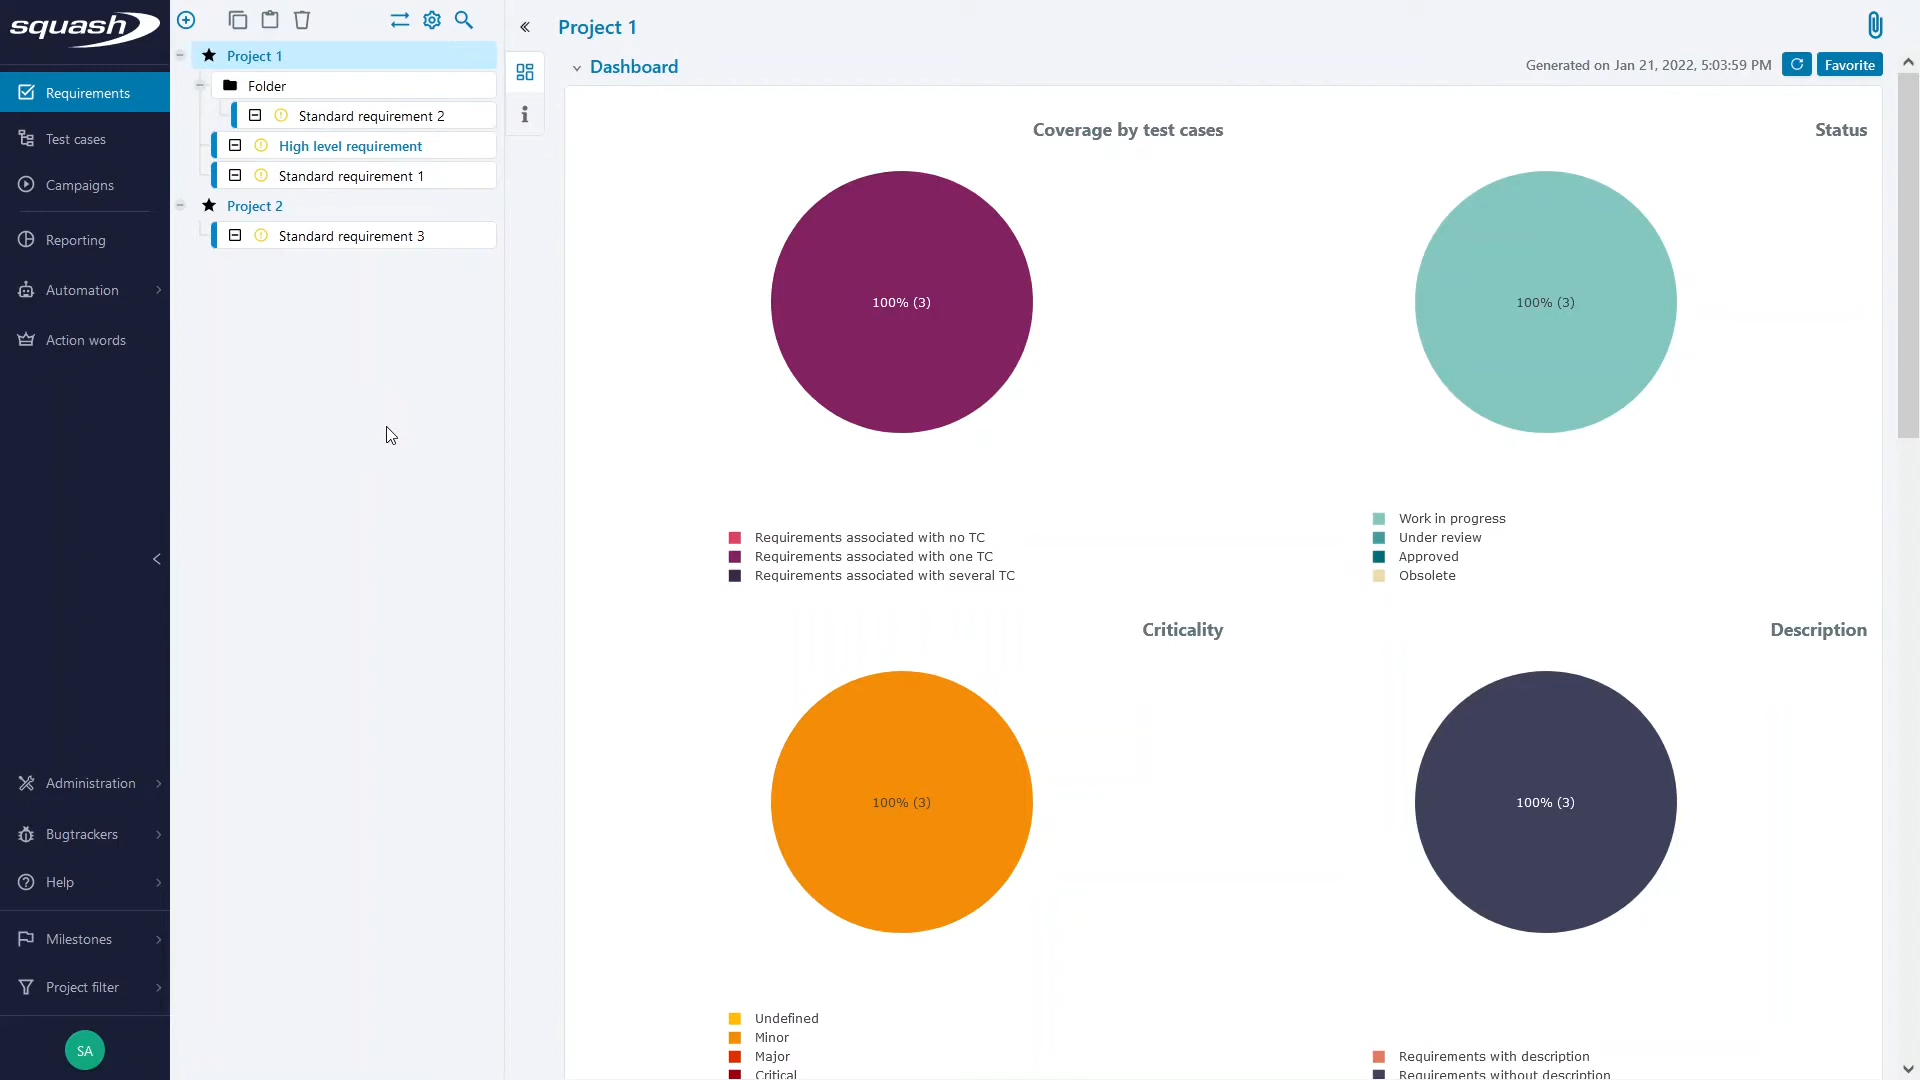 squash
Requirements
Test cases
Campaigns
Reporting
Automation
Action words
Administration
Bugtrackers
Help
Milestones
Project filter
SA
Project 1
Folder
Standard requirement 2
High level requirement
Standard requirement 1
Project 2
Standard requirement 3
Project 1
Dashboard
Generated on Jan 21, 2022, 5:03:59 PM
Favorite
Coverage by test cases
100% (3)
Requirements associated with no TC
Requirements associated with one TC
Requirements associated with several TC
Status
100% (3)
Work in progress
Under review
Approved
Obsolete
Criticality
100% (3)
Undefined
Minor
Major
Critical
Description
100% (3)
Requirements with description
Requirements without description